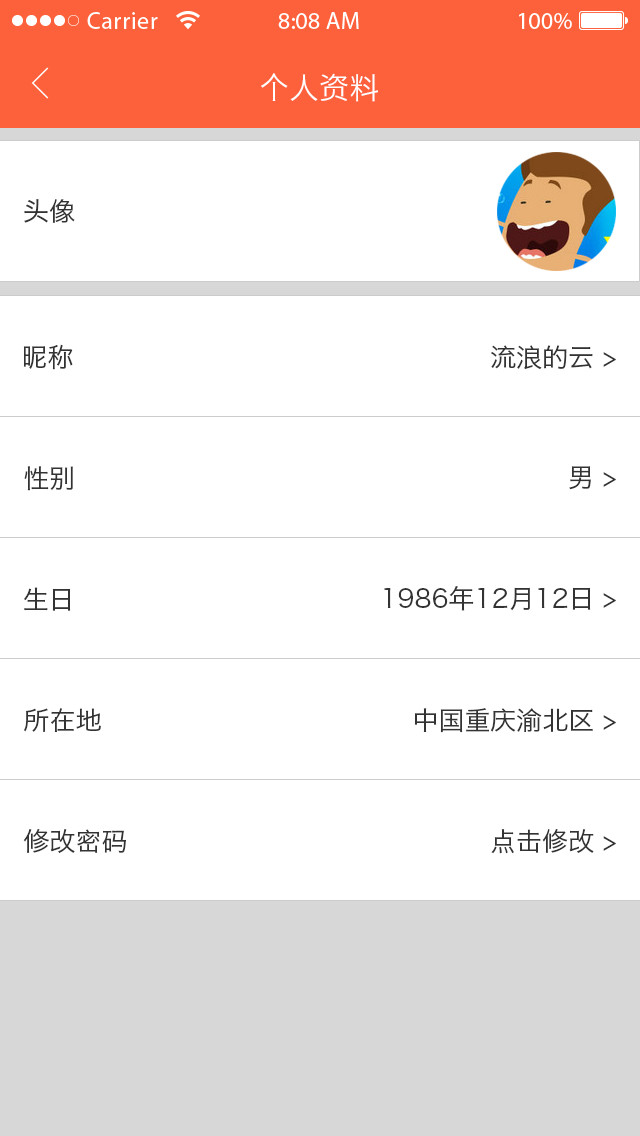 Carrier 8:08 AM 100%
个人资料
头像
昵称 流浪的云 >
性别 男 >
生日 1986年12月12日 >
所在地 中国重庆渝北区 >
修改密码 点击修改 >